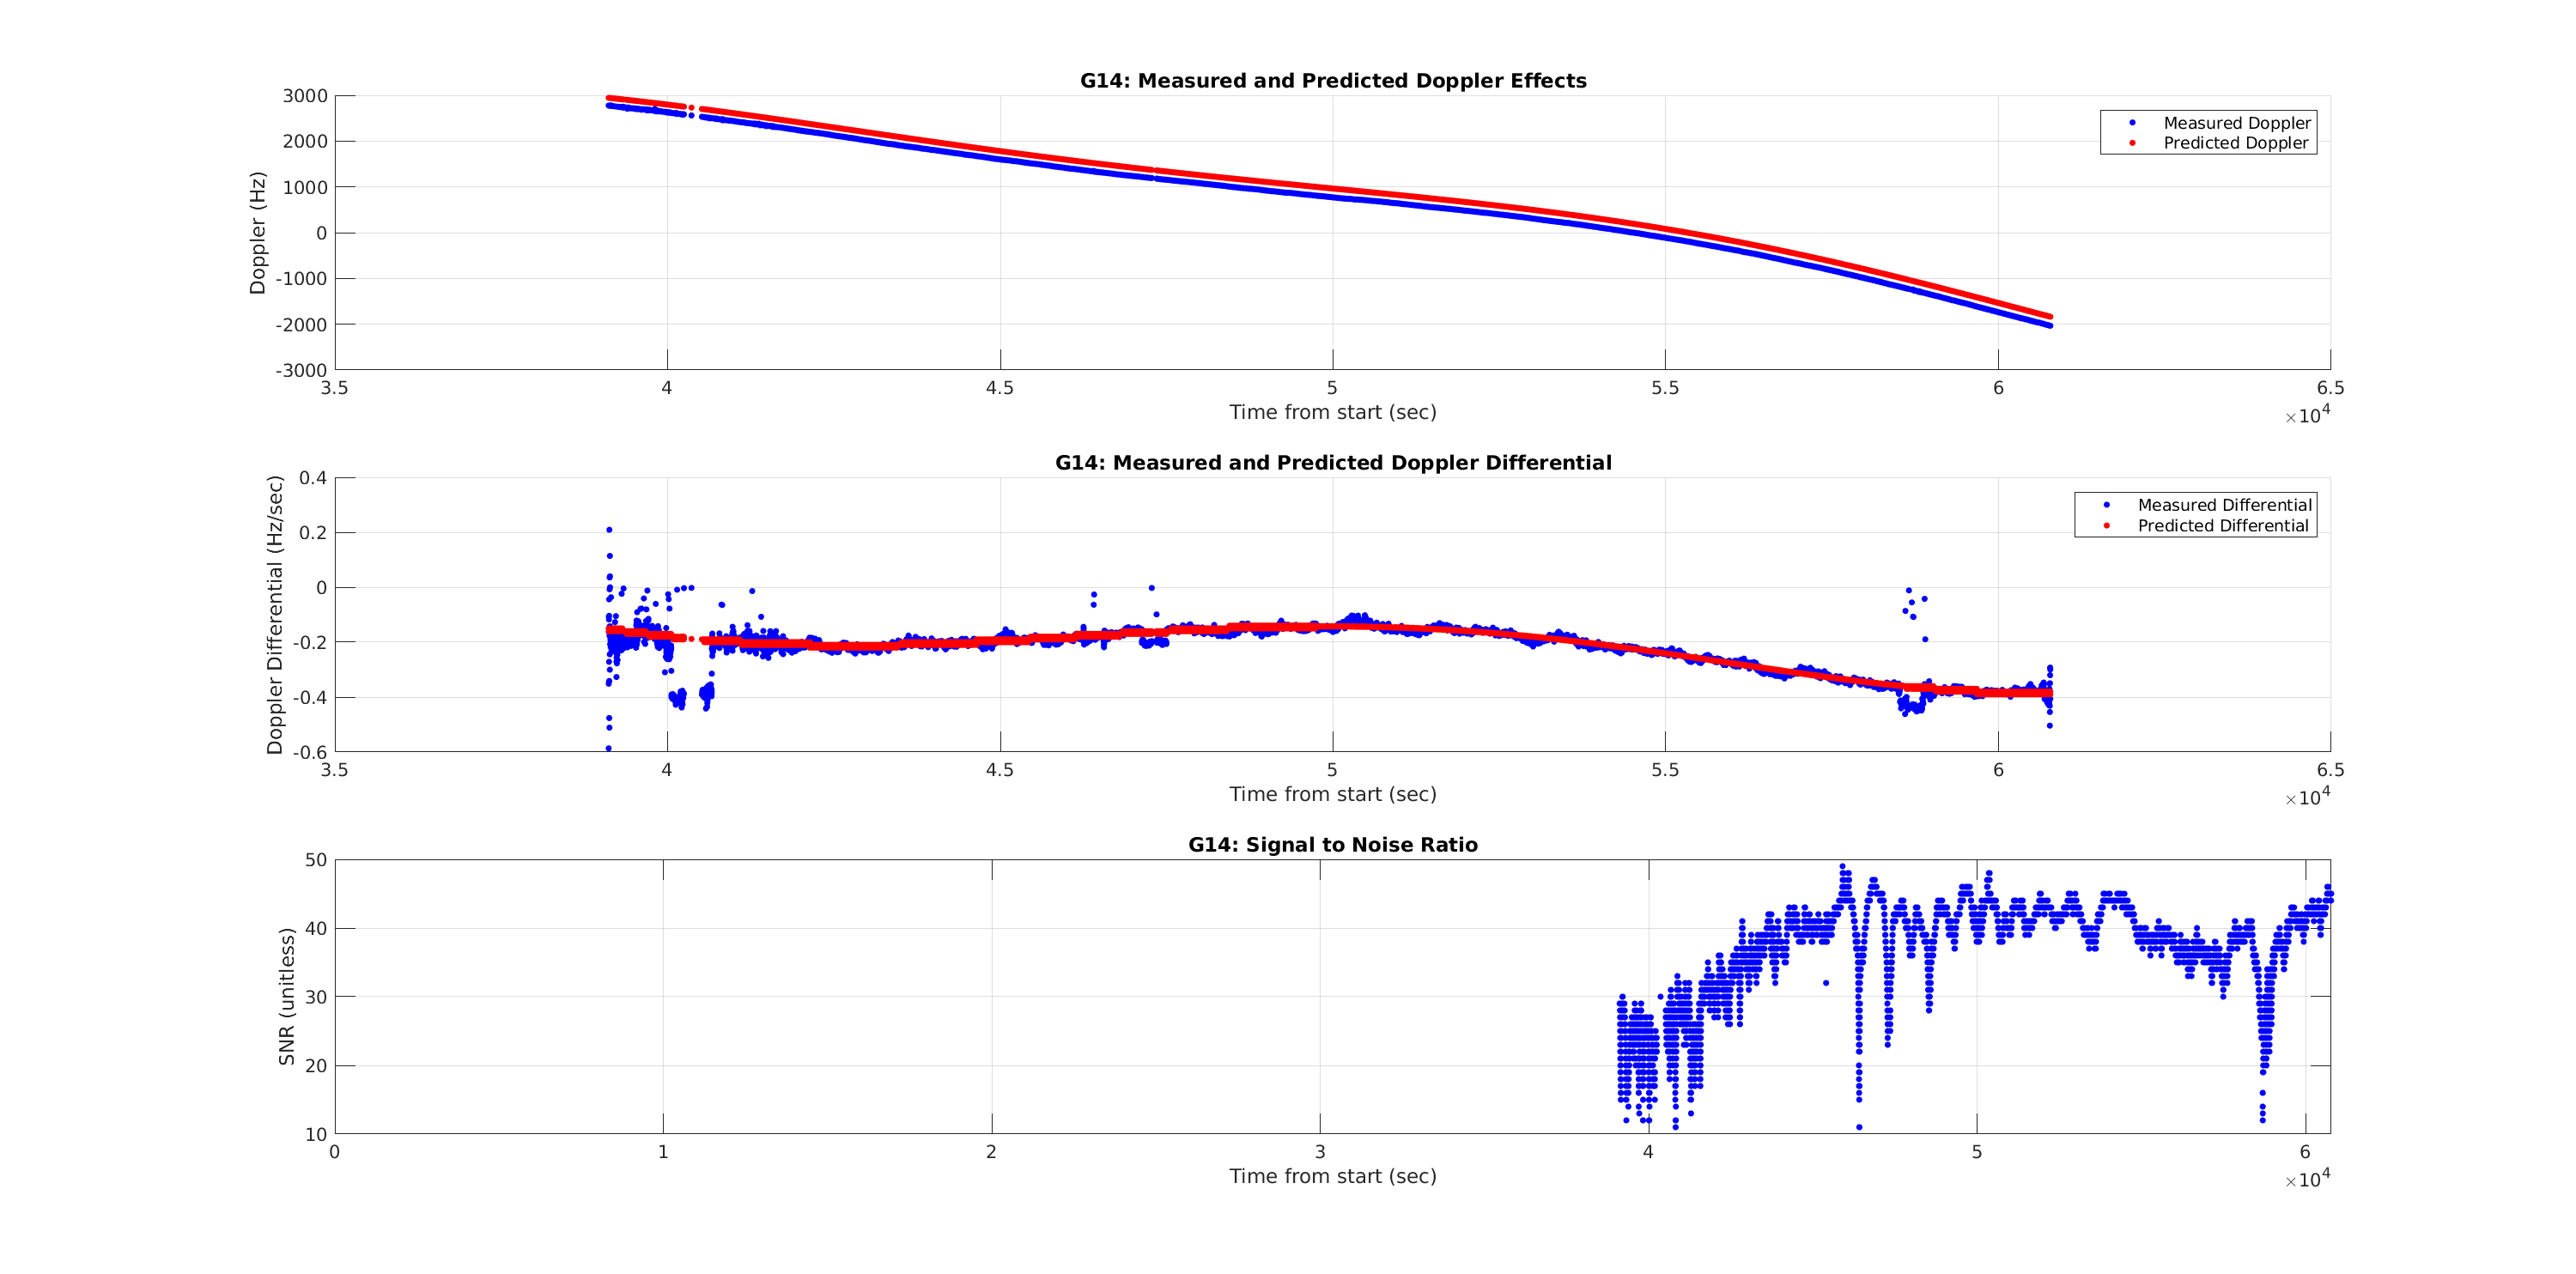 G14: Measured and Predicted Doppler Effects
3000
2000
1000
0
-1000
-2000
-3000
Doppler (Hz)
Measured Doppler
Predicted Doppler
3.5 4 4.5 5 5.5 6 6.5
×10^4
Time from start (sec)
G14: Measured and Predicted Doppler Differential
0.4
0.2
0
-0.2
-0.4
-0.6
Doppler Differential (Hz/sec)
Measured Differential
Predicted Differential
3.5 4 4.5 5 5.5 6 6.5
×10^4
Time from start (sec)
G14: Signal to Noise Ratio
50
40
30
20
10
SNR (unitless)
0 1 2 3 4 5 6
×10^4
Time from start (sec)